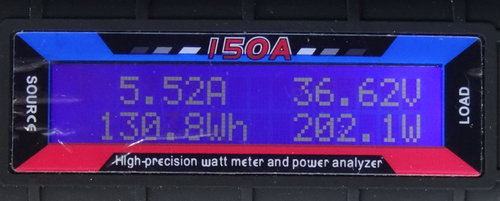 150A
SOURCE
5.52A 36.62V
130.8Wh 202.1W
LOAD
High-precision watt meter and power analyzer